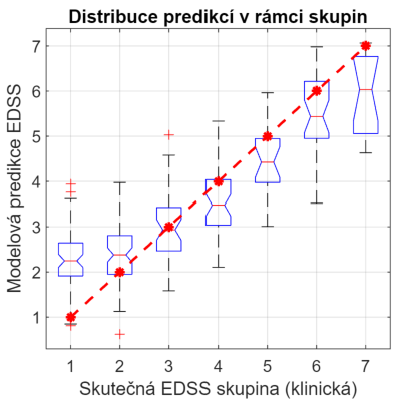 Distribuce predikcí v rámci skupin
Modelová predikce EDSS
7
6
5
4
3
2
1
1 2 3 4 5 6 7
Skutečná EDSS skupina (klinická)